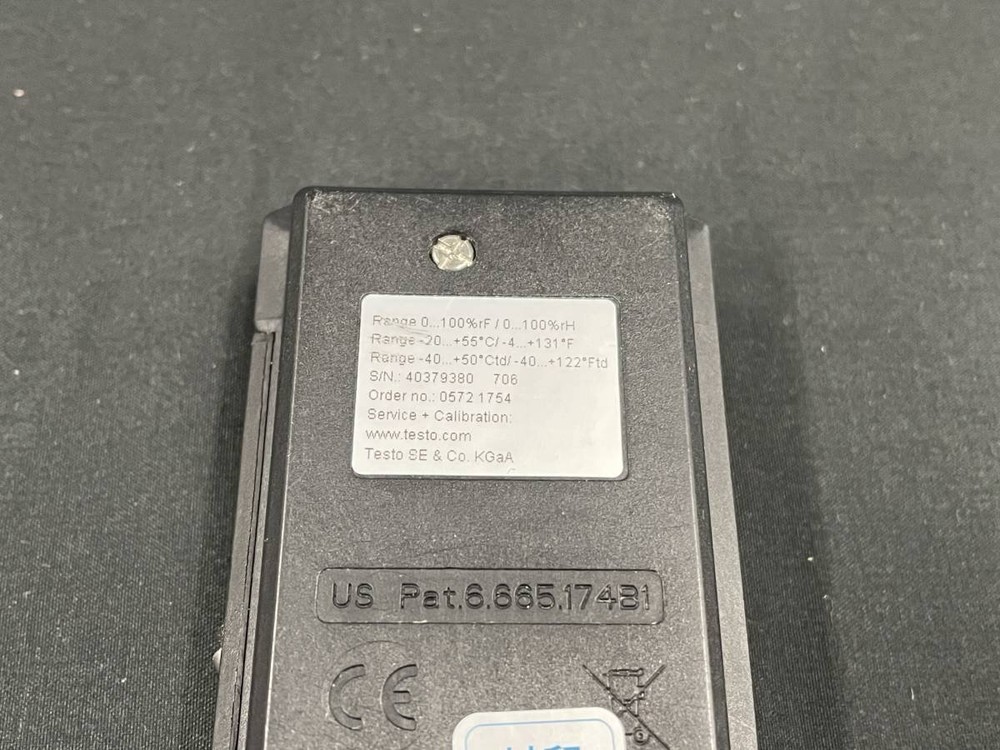 Range 0...100%rF / 0...100%rH
Range -20...+55°C/ -4...+131°F
Range -40...+50°Ctd/ -40...+122°Ftd
S/N.: 40379380 706
Order no.: 0572 1754
Service + Calibration:
www.testo.com
Testo SE & Co. KGaA
US Pat.6.665.174B1
CE